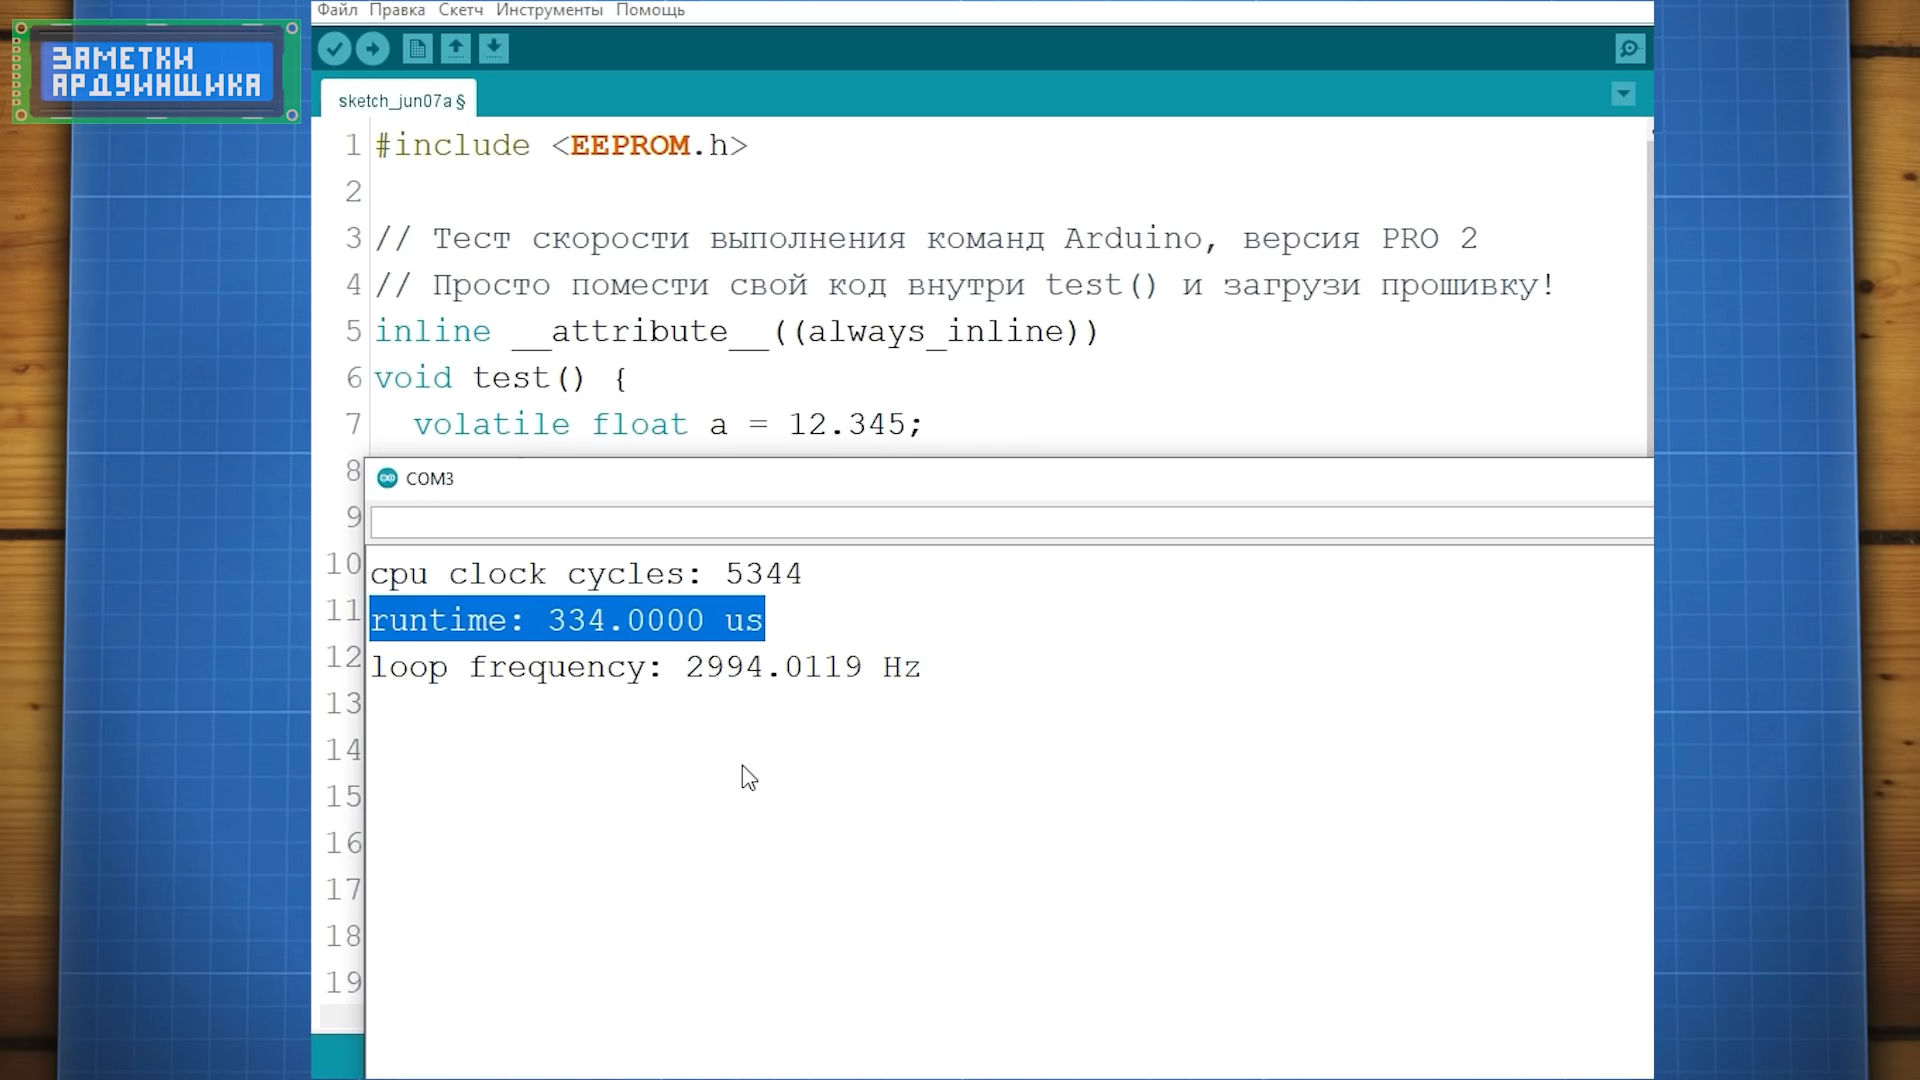 Файл Правка Скетч Инструменты Помощь
ЗАМЕТКИ
АРДУИНЩИКА
sketch_jun07a §
1 #include <EEPROM.h>
2
3 // Тест скорости выполнения команд Arduino, версия PRO 2
4 // Просто помести свой код внутри test() и загрузи прошивку!
5 inline __attribute__((always_inline))
6 void test() {
7 volatile float a = 12.345;
8
COM3
9
10
cpu clock cycles: 5344
11
runtime: 334.0000 us
12
loop frequency: 2994.0119 Hz
13
14
15
16
17
18
19